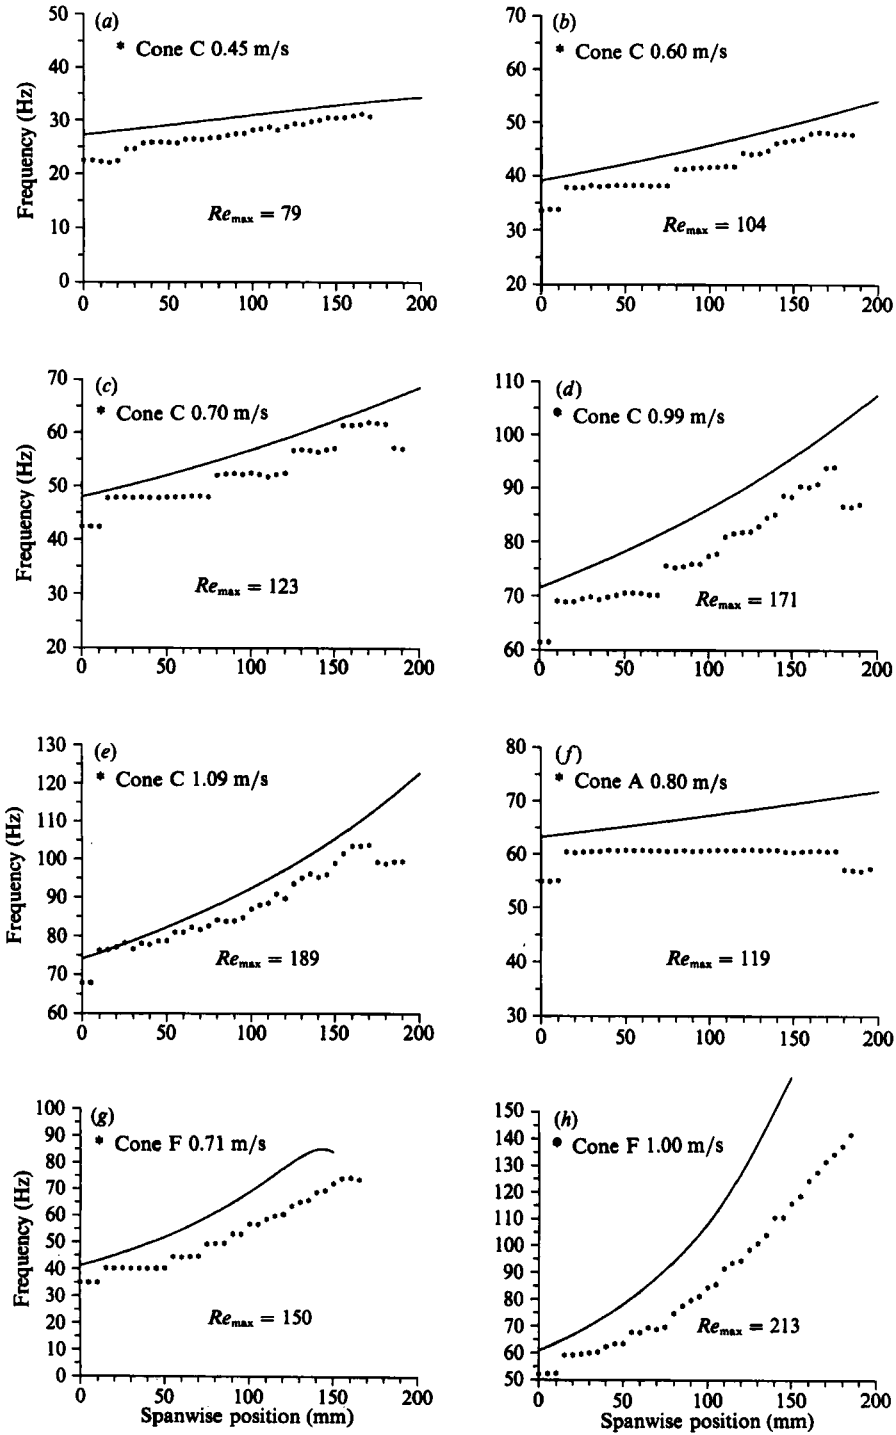 (a)
* Cone C 0.45 m/s
Frequency (Hz)
50
40
30
20
10
0
Re_max = 79
0 50 100 150 200
(b)
* Cone C 0.60 m/s
70
60
50
40
30
20
Re_max = 104
0 50 100 150 200
(c)
* Cone C 0.70 m/s
Frequency (Hz)
70
60
50
40
30
20
Re_max = 123
0 50 100 150 200
(d)
Cone C 0.99 m/s
110
100
90
80
70
60
Re_max = 171
0 50 100 150 200
(e)
* Cone C 1.09 m/s
Frequency (Hz)
130
120
110
100
90
80
70
60
Re_max = 189
0 50 100 150 200
(f)
* Cone A 0.80 m/s
80
70
60
50
40
30
Re_max = 119
0 50 100 150 200
(g)
* Cone F 0.71 m/s
Frequency (Hz)
100
90
80
70
60
50
40
30
20
10
0
Re_max = 150
0 50 100 150 200
Spanwise position (mm)
(h)
Cone F 1.00 m/s
150
140
130
120
110
100
90
80
70
60
50
Re_max = 213
0 50 100 150 200
Spanwise position (mm)